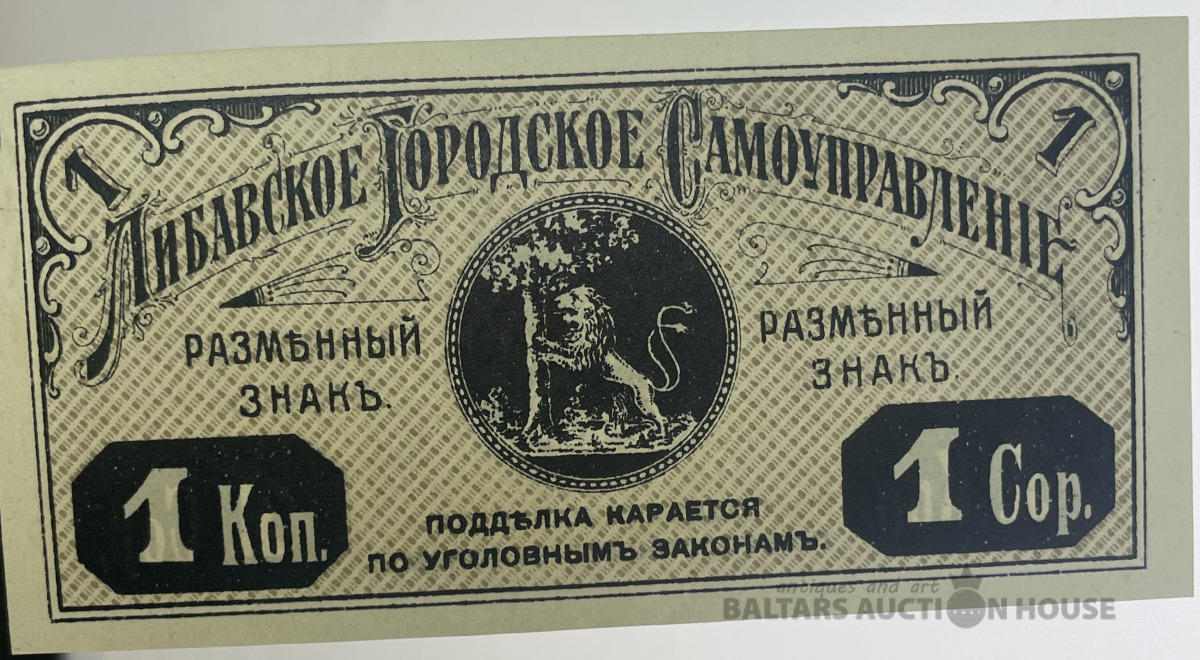 1 1
Либавское Городское Самоуправленіе
РАЗМѢННЫЙ
ЗНАКЪ.
РАЗМѢННЫЙ
ЗНАКЪ.
1 Коп.
ПОДДѢЛКА КАРАЕТСЯ
ПО УГОЛОВНЫМЪ ЗАКОНАМЪ.
1 Cop.
antiques and art
BALTARS AUCTION HOUSE